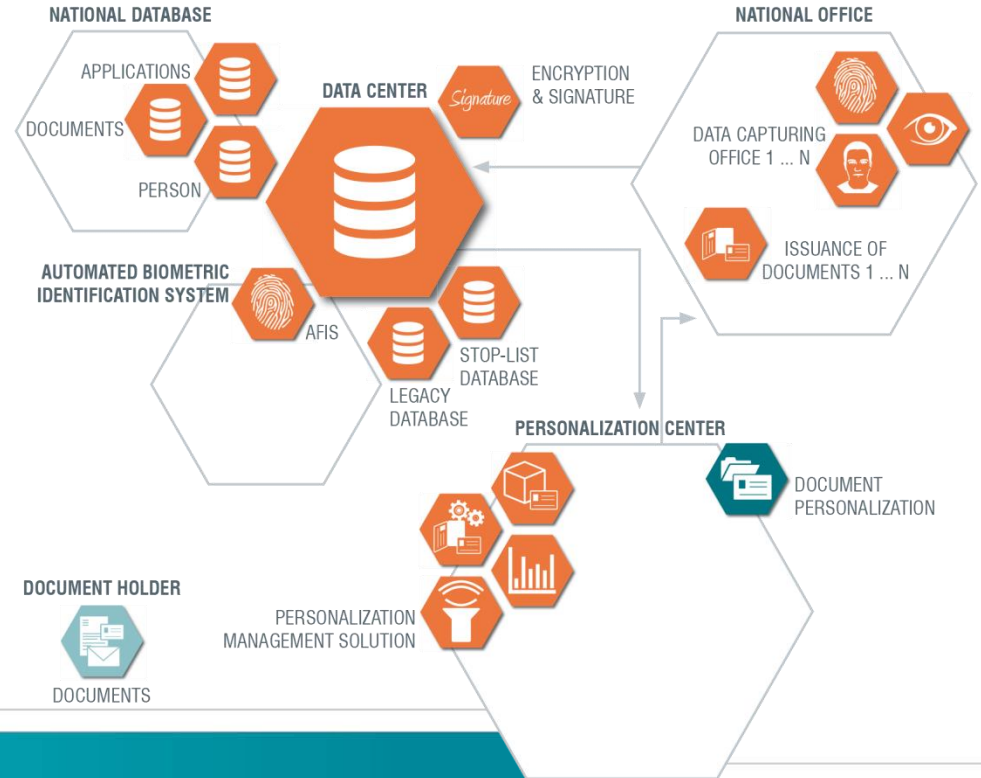 NATIONAL DATABASE
APPLICATIONS
DOCUMENTS
PERSON
DATA CENTER
Signature
ENCRYPTION
& SIGNATURE
NATIONAL OFFICE
DATA CAPTURING
OFFICE 1 ... N
ISSUANCE OF
DOCUMENTS 1 ... N
AUTOMATED BIOMETRIC
IDENTIFICATION SYSTEM
AFIS
STOP-LIST
DATABASE
LEGACY
DATABASE
PERSONALIZATION CENTER
DOCUMENT
PERSONALIZATION
PERSONALIZATION
MANAGEMENT SOLUTION
DOCUMENT HOLDER
DOCUMENTS